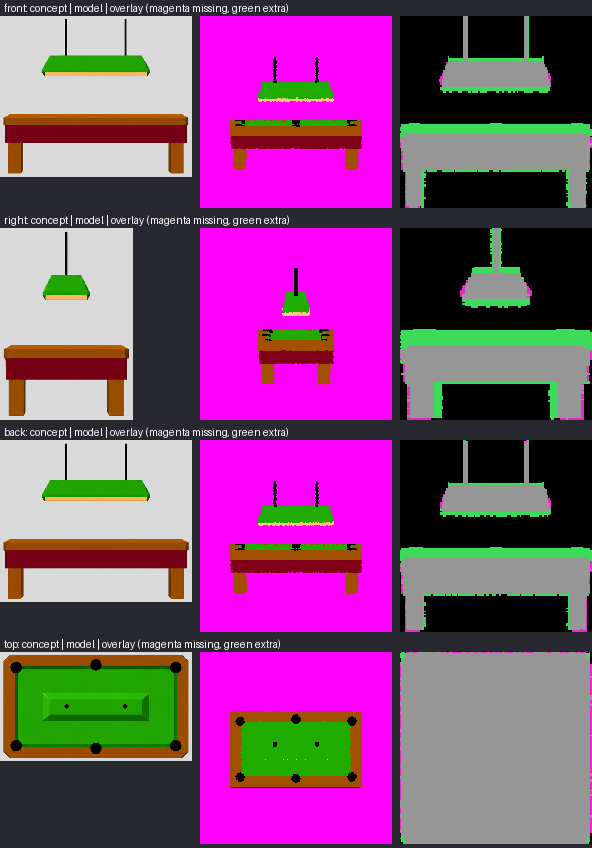 front: concept | model | overlay (magenta missing, green extra)
right: concept | model | overlay (magenta missing, green extra)
back: concept | model | overlay (magenta missing, green extra)
top: concept | model | overlay (magenta missing, green extra)